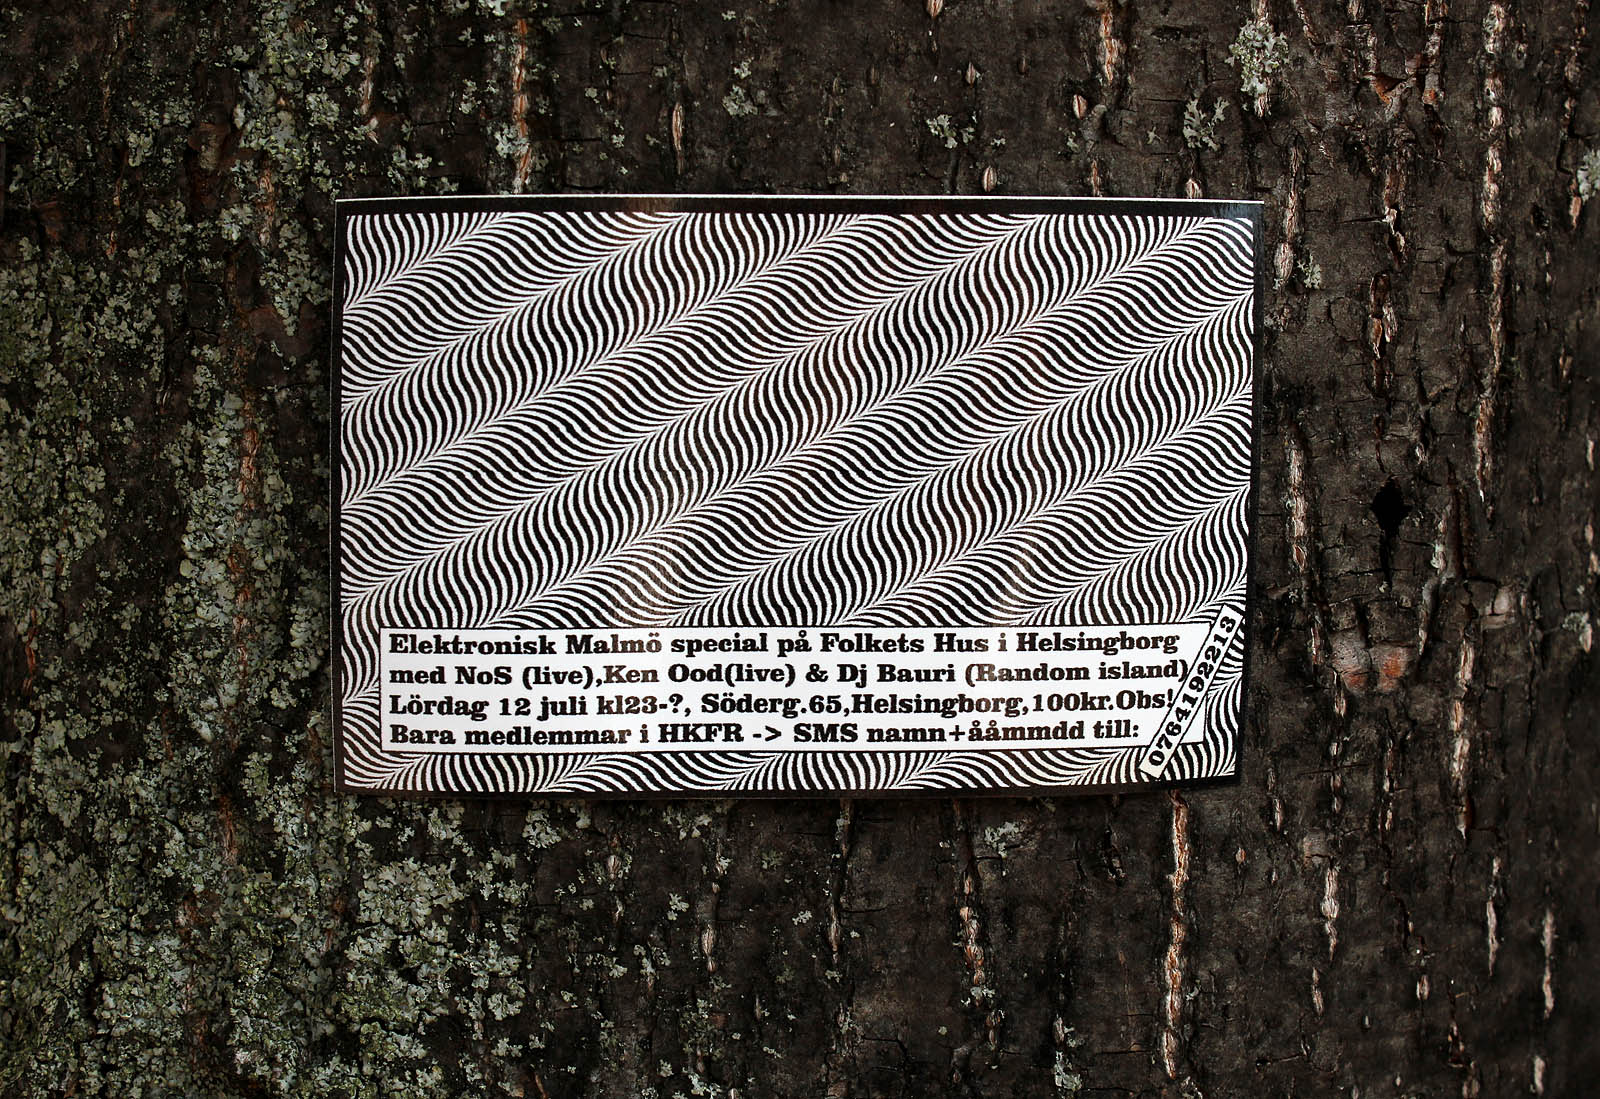 Elektronisk Malmö special på Folkets Hus i Helsingborg
med NoS (live),Ken Ood(live) & Dj Bauri (Random island)
Lördag 12 juli kl23-?, Söderg.65,Helsingborg,100kr.Obs!
Bara medlemmar i HKFR -> SMS namn+ååmmdd till:
0764192213